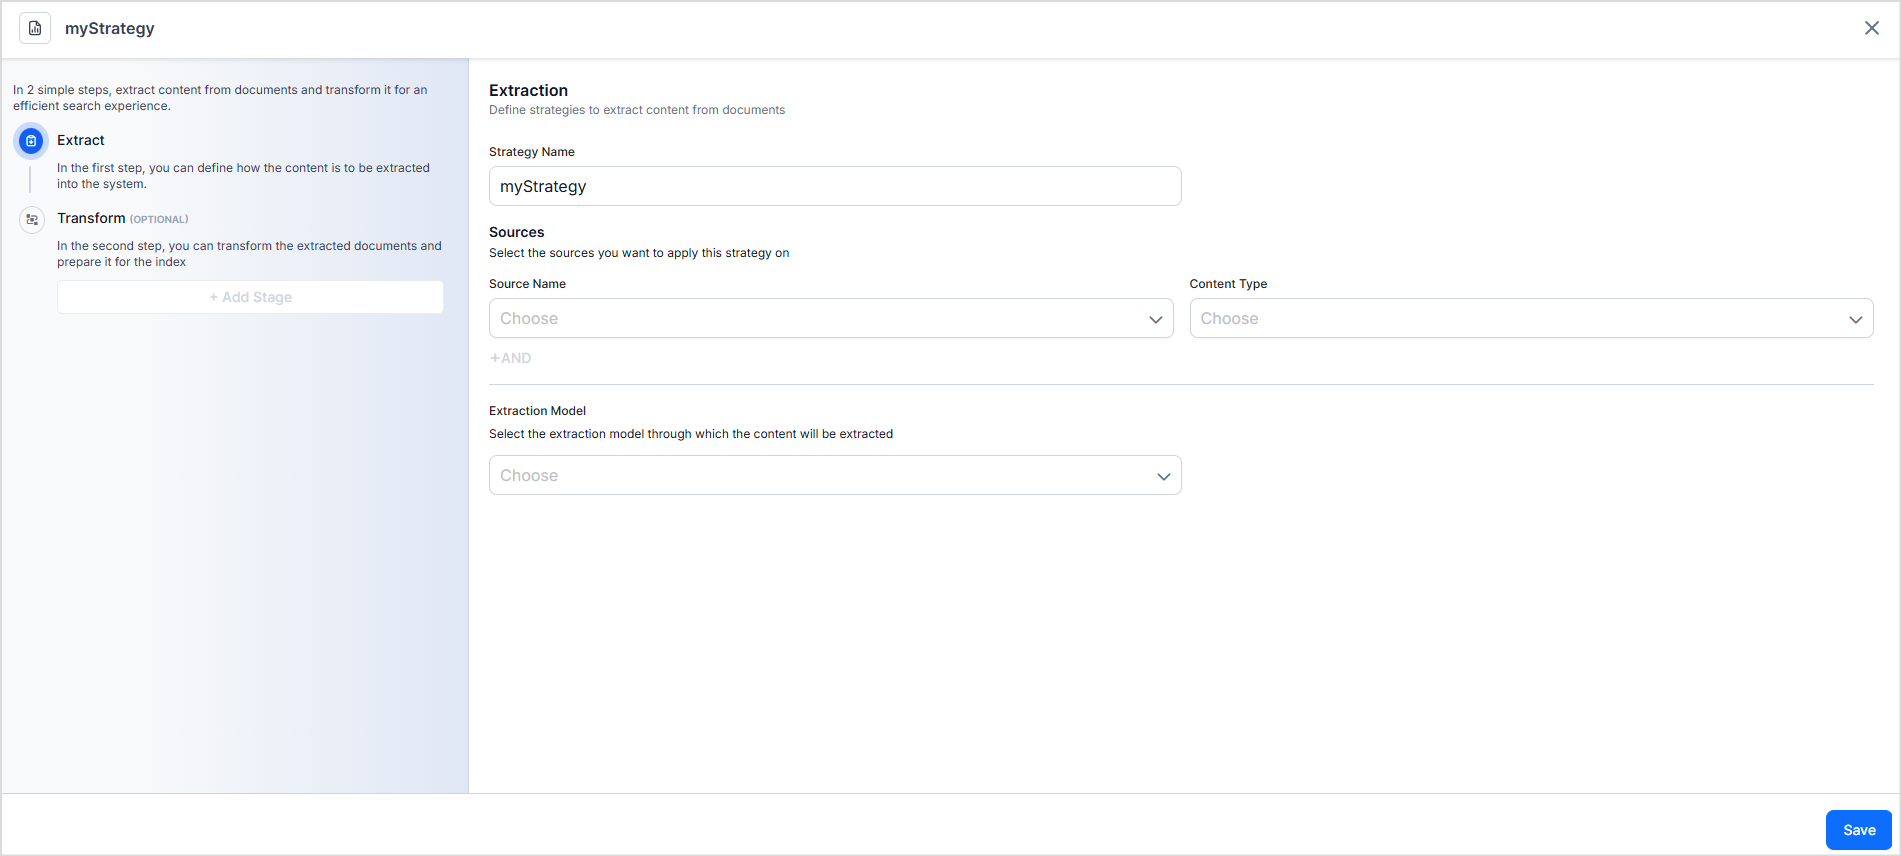 myStrategy
In 2 simple steps, extract content from documents and transform it for an
efficient search experience.
Extract
In the first step, you can define how the content is to be extracted
into the system.
Transform (OPTIONAL)
In the second step, you can transform the extracted documents and
prepare it for the index
+ Add Stage
Extraction
Define strategies to extract content from documents
Strategy Name
myStrategy
Sources
Select the sources you want to apply this strategy on
Source Name
Content Type
Choose
Choose
+AND
Extraction Model
Select the extraction model through which the content will be extracted
Choose
Save